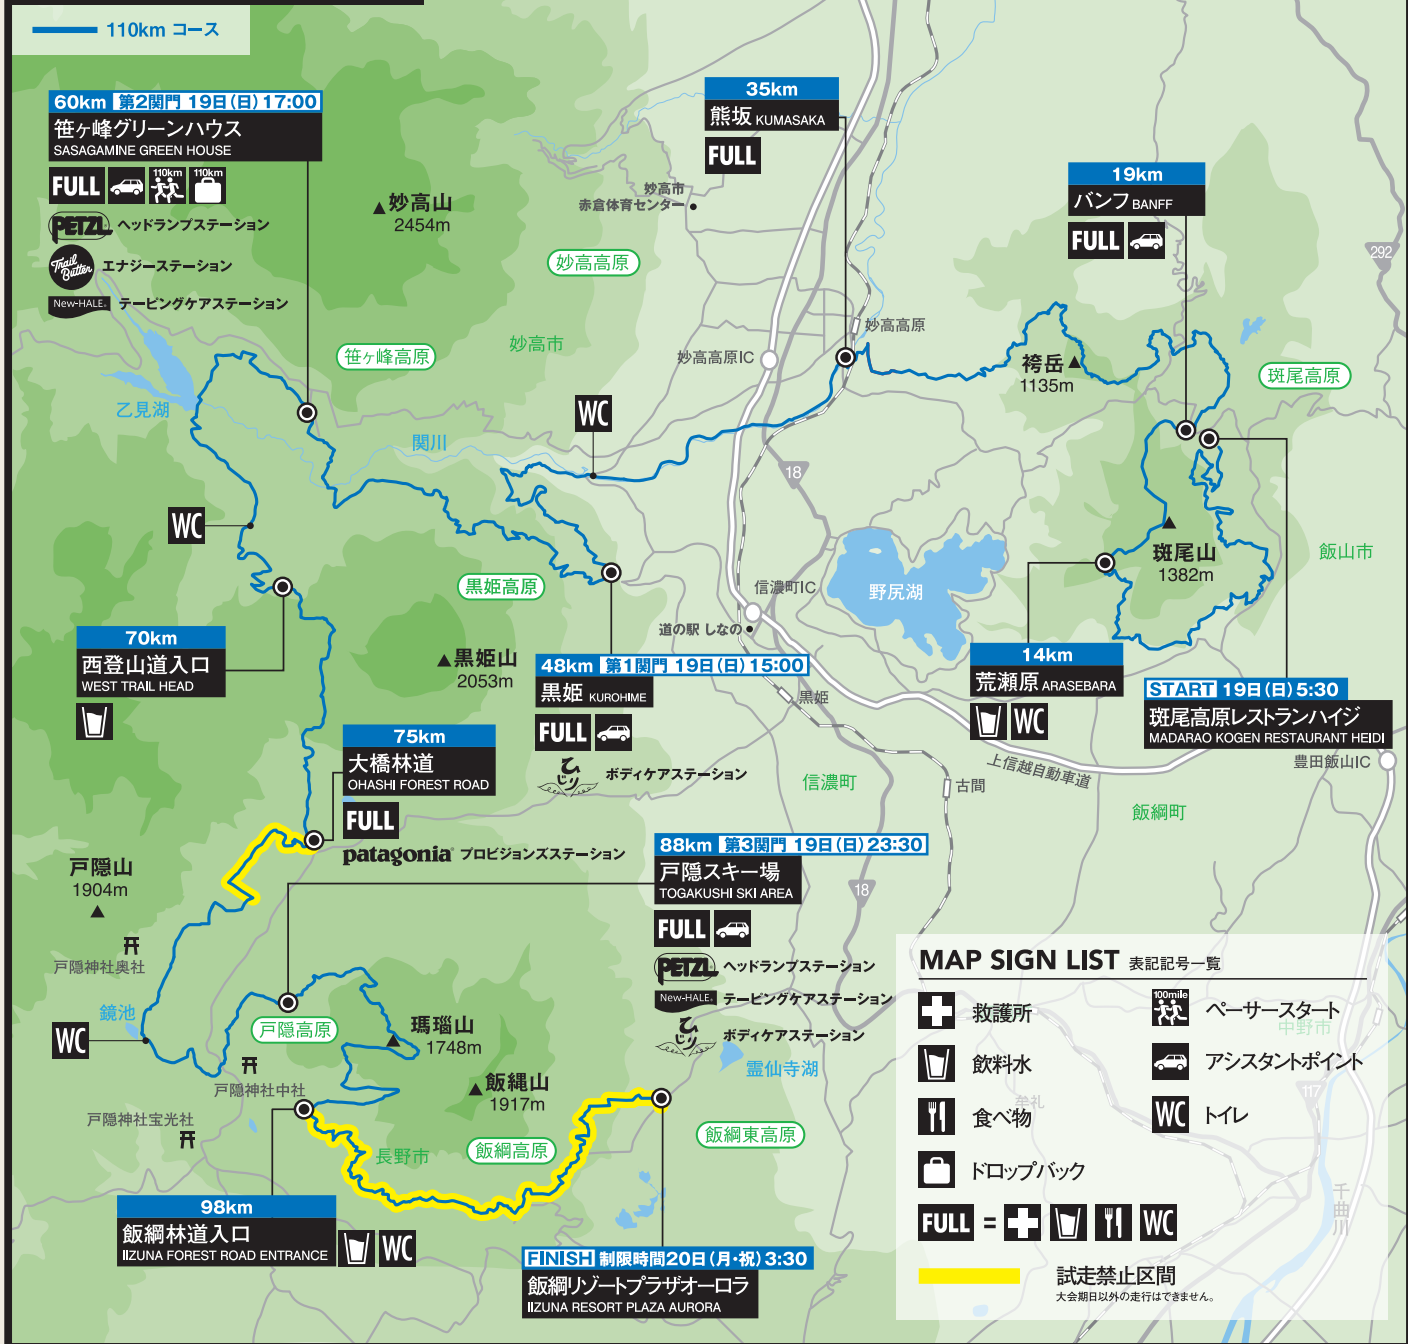 110km コース
60km 第2関門 19日(日)17:00
笹ヶ峰グリーンハウス
SASAGAMINE GREEN HOUSE
FULL
110km
110km
PETZL ヘッドランプステーション
Trail Butter エナジーステーション
New-HALE テーピングケアステーション
35km
熊坂 KUMASAKA
FULL
19km
バンフ BANFF
FULL
292
妙高山
2454m
妙高市
赤倉体育センター
妙高高原
妙高市
笹ヶ峰高原
妙高高原
妙高高原IC
袴岳
1135m
斑尾高原
乙見湖
関川
WC
18
WC
斑尾山
1382m
飯山市
黒姫高原
信濃町IC
野尻湖
道の駅 しなの
70km
西登山道入口
WEST TRAIL HEAD
黒姫山
2053m
48km 第1関門 19日(日)15:00
黒姫 KUROHIME
FULL
ひじり ボディケアステーション
黒姫
14km
荒瀬原 ARASEBARA
WC
START 19日(日)5:30
斑尾高原レストランハイジ
MADARAO KOGEN RESTAURANT HEIDI
豊田飯山IC
上信越自動車道
信濃町
古間
飯綱町
75km
大橋林道
OHASHI FOREST ROAD
FULL
patagonia プロビジョンズステーション
戸隠山
1904m
88km 第3関門 19日(日)23:30
戸隠スキー場
TOGAKUSHI SKI AREA
FULL
PETZL ヘッドランプステーション
New-HALE テーピングケアステーション
ひじり ボディケアステーション
18
戸隠神社奥社
鏡池
WC
戸隠高原
瑪瑙山
1748m
戸隠神社中社
飯縄山
1917m
霊仙寺湖
戸隠神社宝光社
長野市
飯綱高原
飯綱東高原
98km
飯綱林道入口
IIZUNA FOREST ROAD ENTRANCE
WC
FINISH 制限時間20日(月・祝)3:30
飯綱リゾートプラザオーロラ
IIZUNA RESORT PLAZA AURORA
MAP SIGN LIST 表記記号一覧
救護所
100mile ペーサースタート
中野市
飲料水
アシスタントポイント
117
牟礼
食べ物
WC トイレ
ドロップバック
FULL = WC
千曲川
試走禁止区間
大会期日以外の走行はできません。